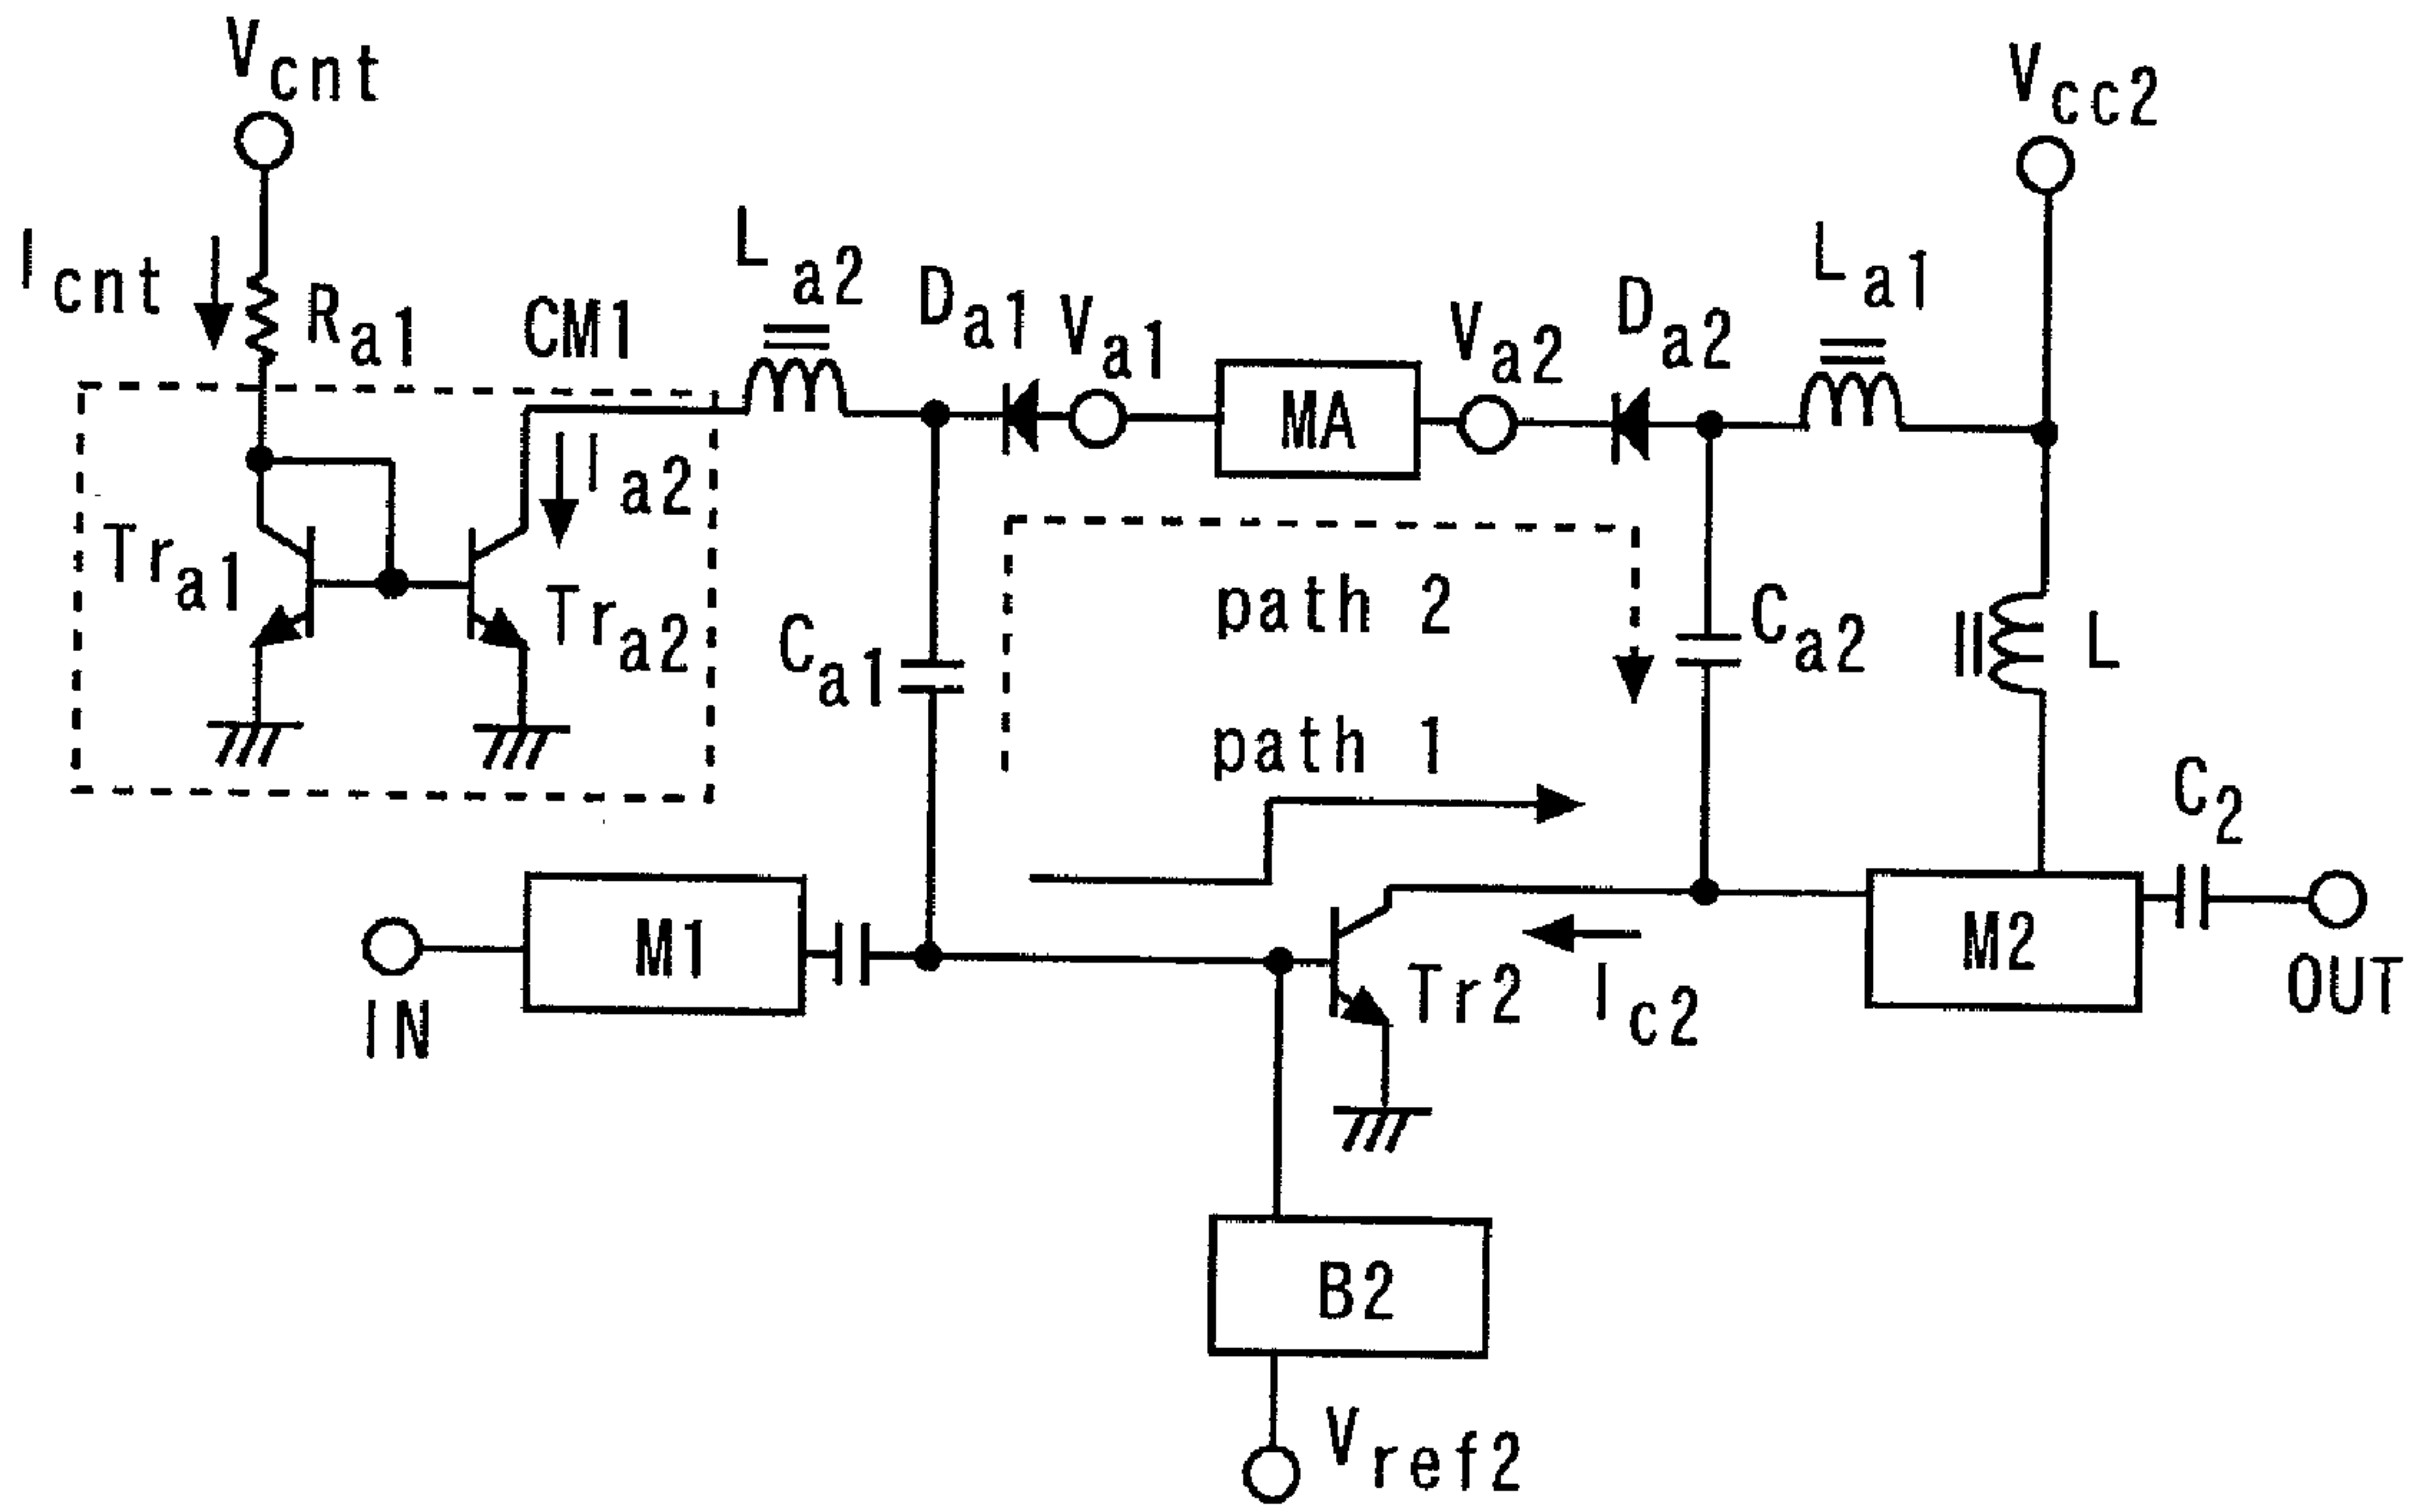 Vcnt
Vcc2
Icnt
Ra1
CM1
La2
Da1
Va1
MA
Va2
Da2
La1
Ia2
Tra1
Tra2
Ca1
path 2
Ca2
L
path 1
C2
IN
M1
Tr2
Ic2
M2
OUT
B2
Vref2